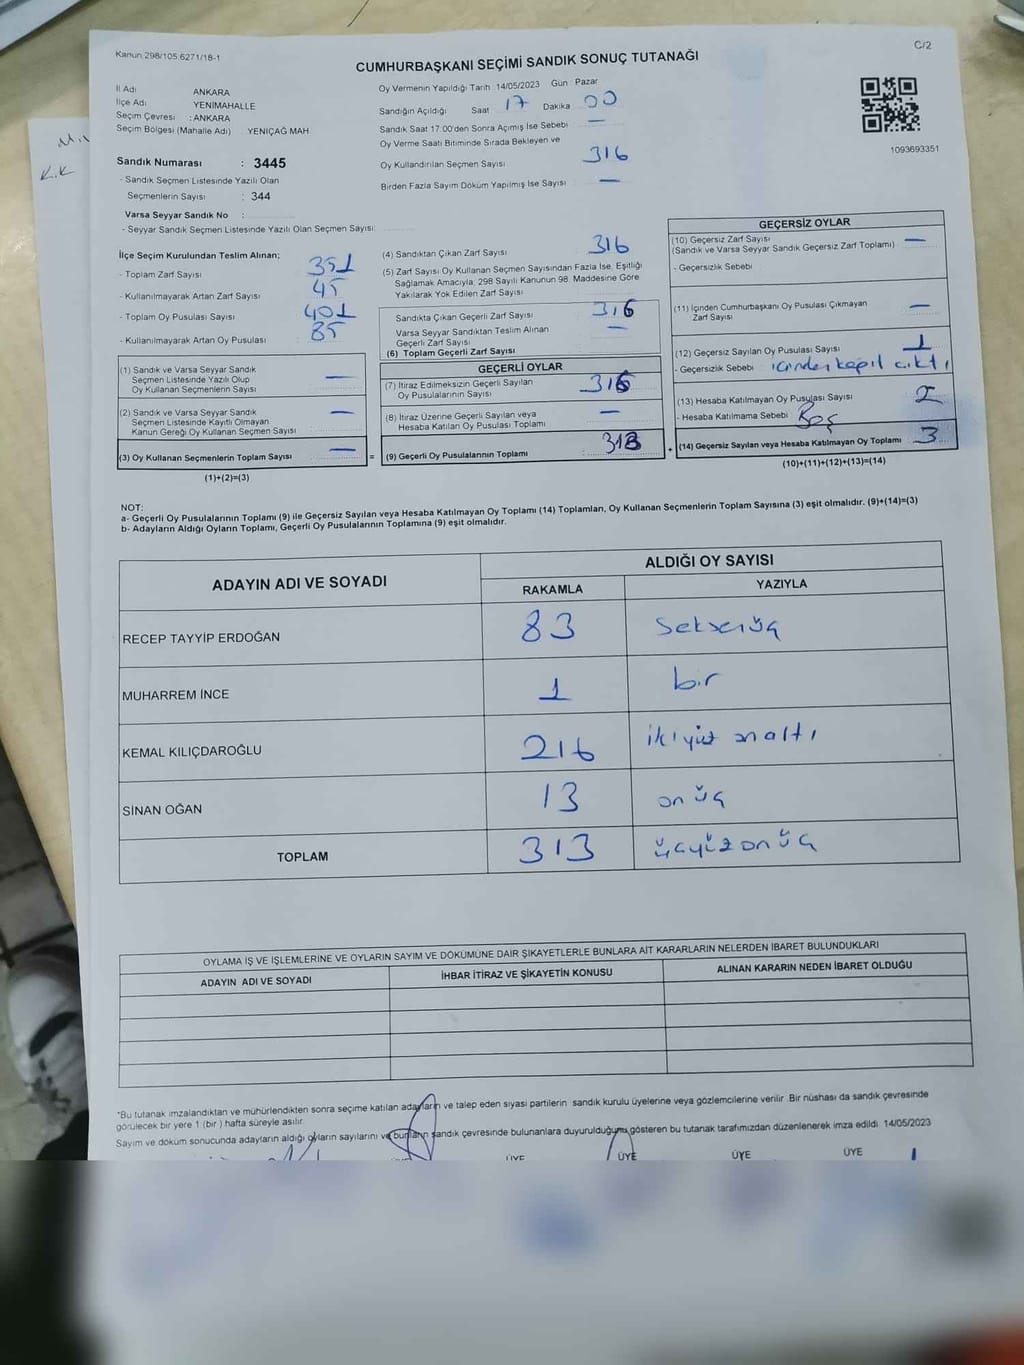 Kanun:298/105:6271/18-1
C/2
CUMHURBAŞKANI SEÇİMİ SANDIK SONUÇ TUTANAĞI
İl Adı ANKARA
İlçe Adı YENİMAHALLE
Seçim Çevresi : ANKARA
Seçim Bölgesi (Mahalle Adı) YENİÇAĞ MAH
Sandık Numarası : 3445
- Sandık Seçmen Listesinde Yazılı Olan
Seçmenlerin Sayısı : 344
Varsa Seyyar Sandık No :
- Seyyar Sandık Seçmen Listesinde Yazılı Olan Seçmen Sayısı:
Oy Vermenin Yapıldığı Tarih 14/05/2023 Gün Pazar
Sandığın Açıldığı Saat 17 Dakika 00
Sandık Saat 17:00'den Sonra Açımış İse Sebebi —
Oy Verme Saati Bitiminde Sırada Bekleyen ve
Oy Kullandırılan Seçmen Sayısı 316
Birden Fazla Sayım Döküm Yapılmış İse Sayısı —
1093693351
K.K
İlçe Seçim Kurulundan Teslim Alınan;
- Toplam Zarf Sayısı 351
- Kullanılmayarak Artan Zarf Sayısı 45
- Toplam Oy Pusulası Sayısı 401
- Kullanılmayarak Artan Oy Pusulası 85
(4) Sandıktan Çıkan Zarf Sayısı 316
(5) Zarf Sayısı Oy Kullanan Seçmen Sayısından Fazla İse, Eşitliği
Sağlamak Amacıyla; 298 Sayılı Kanunun 98. Maddesine Göre
Yakılarak Yok Edilen Zarf Sayısı
Sandıkta Çıkan Geçerli Zarf Sayısı 316
Varsa Seyyar Sandıktan Teslim Alınan
Geçerli Zarf Sayısı —
(6) Toplam Geçerli Zarf Sayısı
GEÇERSİZ OYLAR
(10) Geçersiz Zarf Sayısı —
(Sandık ve Varsa Seyyar Sandık Geçersiz Zarf Toplamı)
- Geçersizlik Sebebi
(11) İçinden Cumhurbaşkanı Oy Pusulası Çıkmayan
Zarf Sayısı —
(12) Geçersiz Sayılan Oy Pusulası Sayısı 1
- Geçersizlik Sebebi
(13) Hesaba Katılmayan Oy Pusulası Sayısı 2
- Hesaba Katılmama Sebebi Boş
(14) Geçersiz Sayılan veya Hesaba Katılmayan Oy Toplamı 3
(10)+(11)+(12)+(13)=(14)
(1) Sandık ve Varsa Seyyar Sandık
Seçmen Listesinde Yazılı Olup
Oy Kullanan Seçmenlerin Sayısı —
(2) Sandık ve Varsa Seyyar Sandık
Seçmen Listesinde Kayıtlı Olmayan
Kanun Gereği Oy Kullanan Seçmen Sayısı —
(3) Oy Kullanan Seçmenlerin Toplam Sayısı —
(1)+(2)=(3)
=
GEÇERLİ OYLAR
(7) İtiraz Edilmeksizin Geçerli Sayılan
Oy Pusulalarının Sayısı
(8) İtiraz Üzerine Geçerli Sayılan veya
Hesaba Katılan Oy Pusulası Toplamı —
(9) Geçerli Oy Pusulalarının Toplamı 313
+
NOT:
a- Geçerli Oy Pusulalarının Toplamı (9) ile Geçersiz Sayılan veya Hesaba Katılmayan Oy Toplamı (14) Toplamları, Oy Kullanan Seçmenlerin Toplam Sayısına (3) eşit olmalıdır. (9)+(14)=(3)
b- Adayların Aldığı Oyların Toplamı, Geçerli Oy Pusulalarının Toplamına (9) eşit olmalıdır.
ADAYIN ADI VE SOYADI
ALDIĞI OY SAYISI
RAKAMLA YAZIYLA
RECEP TAYYİP ERDOĞAN 83 Seksenüç
MUHARREM İNCE 1 bir
KEMAL KILIÇDAROĞLU 216 ikiyüz onaltı
SİNAN OĞAN 13 onüç
TOPLAM 313 üçyüzonüç
OYLAMA İŞ VE İŞLEMLERİNE VE OYLARIN SAYIM VE DÖKÜMÜNE DAİR ŞİKAYETLERLE BUNLARA AİT KARARLARIN NELERDEN İBARET BULUNDUKLARI
ADAYIN ADI VE SOYADI İHBAR İTİRAZ VE ŞİKAYETİN KONUSU ALINAN KARARIN NEDEN İBARET OLDUĞU
*Bu tutanak imzalandıktan ve mühürlendikten sonra seçime katılan adayların ve talep eden siyasi partilerin sandık kurulu üyelerine veya gözlemcilerine verilir. Bir nüshası da sandık çevresinde
görülecek bir yere 1 (bir ) hafta süreyle asılır.
Sayım ve döküm sonucunda adayların aldığı oyların sayılarını ve bunların sandık çevresinde bulunanlara duyurulduğunu gösteren bu tutanak tarafımızdan düzenlenerek imza edildi. 14/05/2023
ÜYE ÜYE ÜYE ÜYE